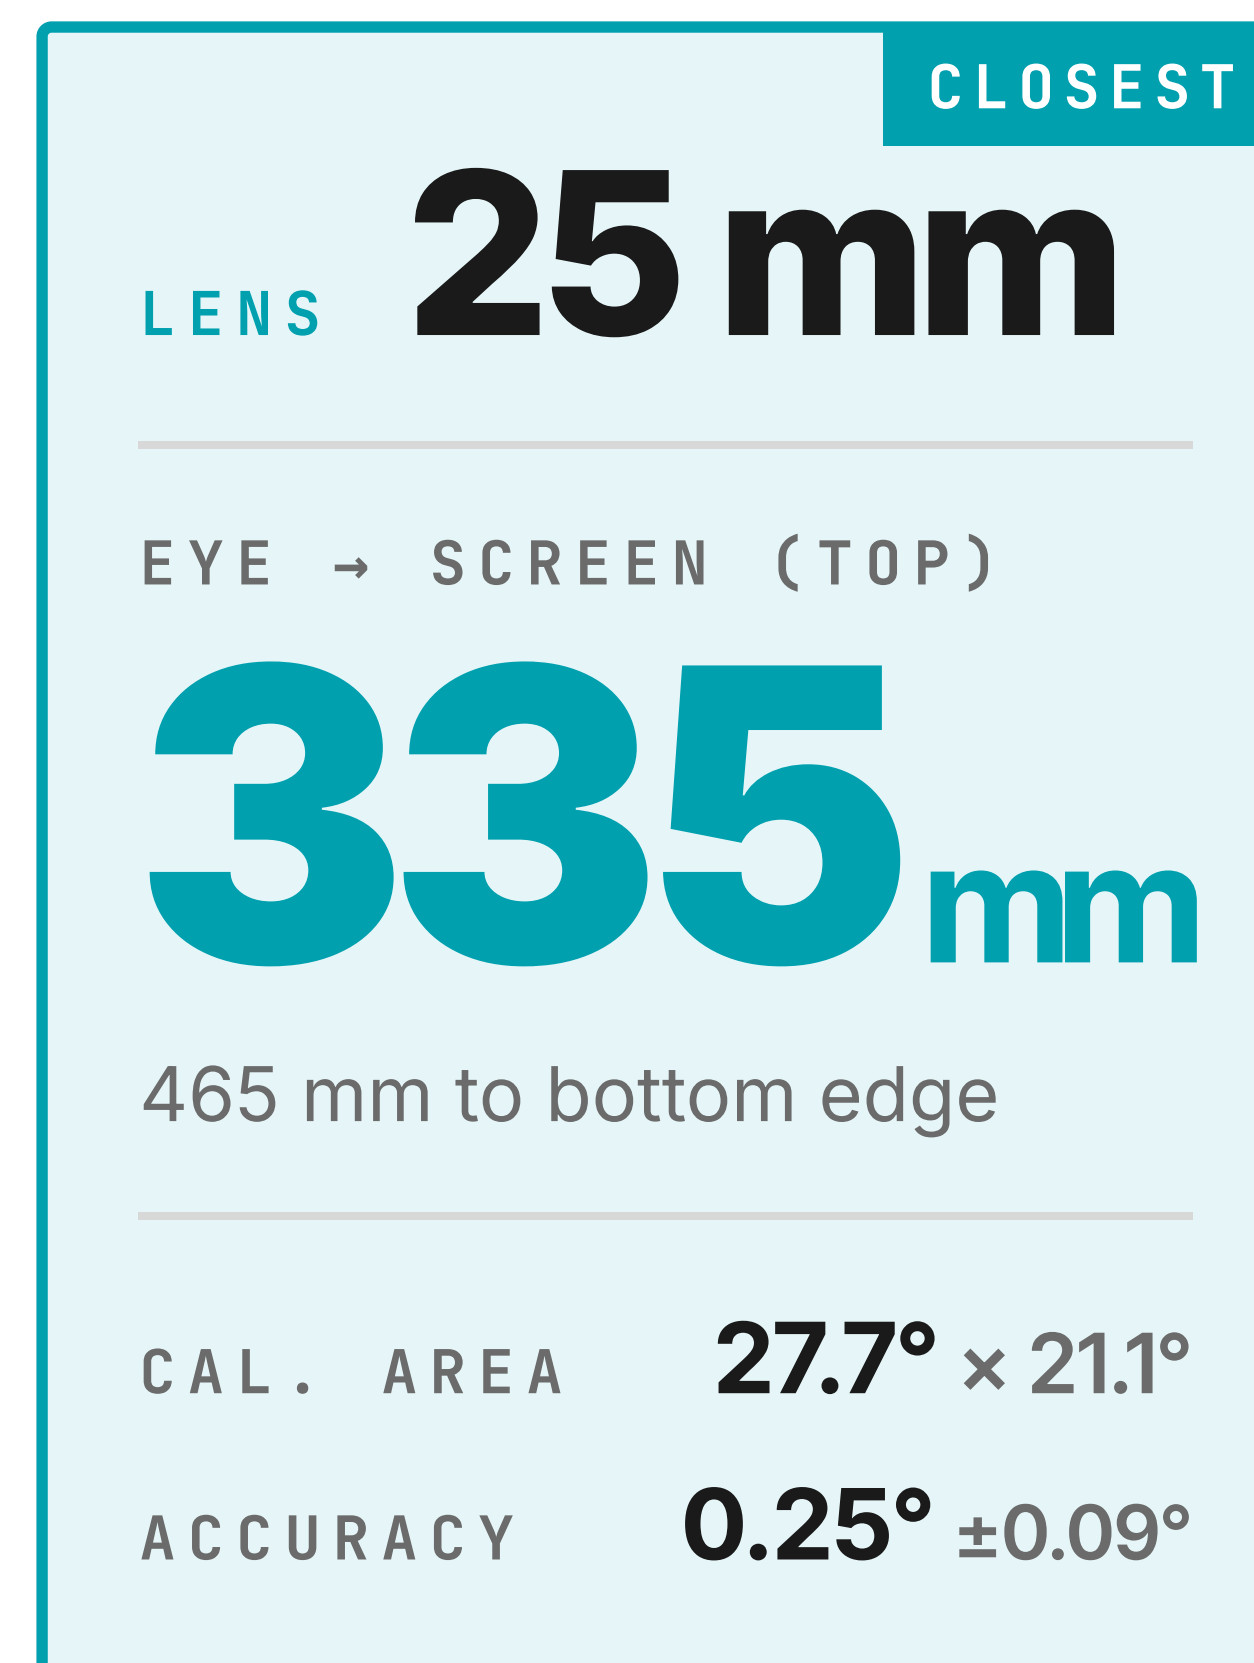 CLOSEST
LENS 25 mm
EYE → SCREEN (TOP)
335 mm
465 mm to bottom edge
CAL. AREA 27.7° × 21.1°
ACCURACY 0.25° ±0.09°